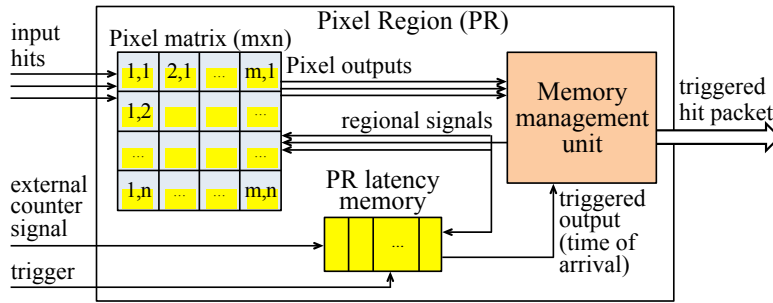 Pixel Region (PR)
input
hits
Pixel matrix (mxn)
1,1 2,1 ... m,1
1,2 ...
... ...
1,n ... ... m,n
Pixel outputs
regional signals
Memory
management
unit
triggered
hit packet
external
counter
signal
PR latency
memory
...
triggered
output
(time of
arrival)
trigger